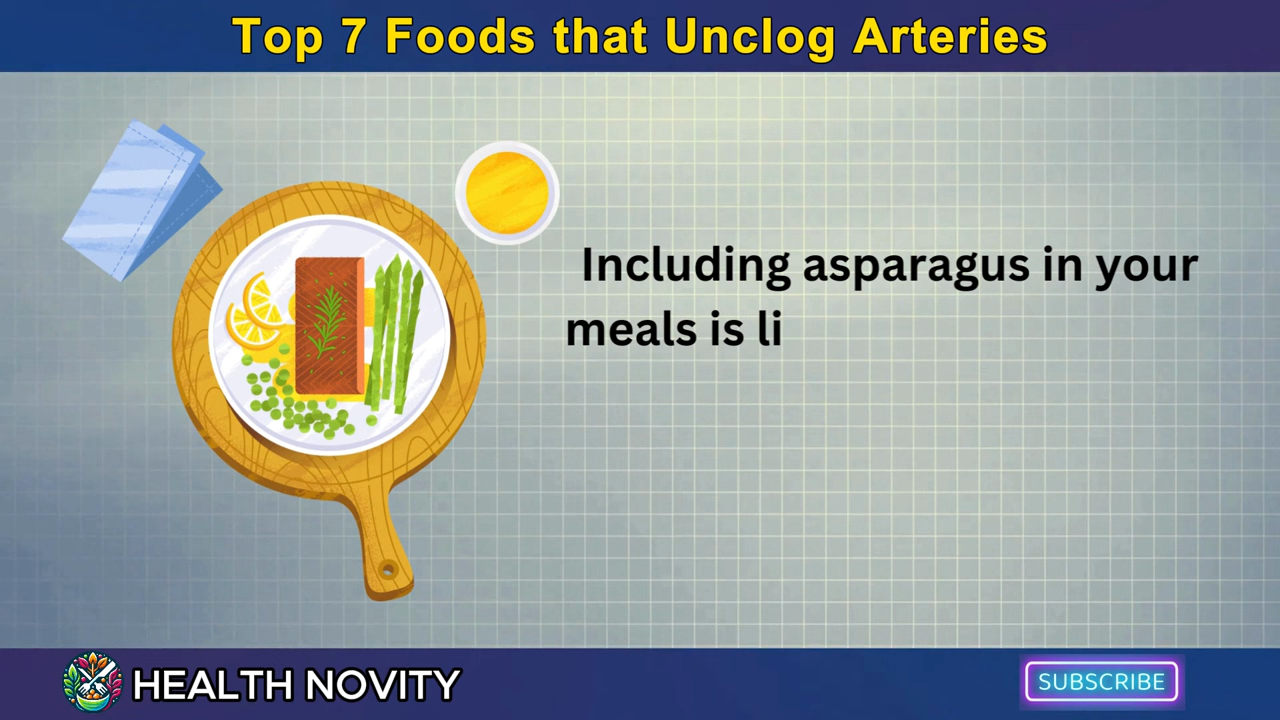 Top 7 Foods that Unclog Arteries
Including asparagus in your
meals is li
HEALTH NOVITY
SUBSCRIBE